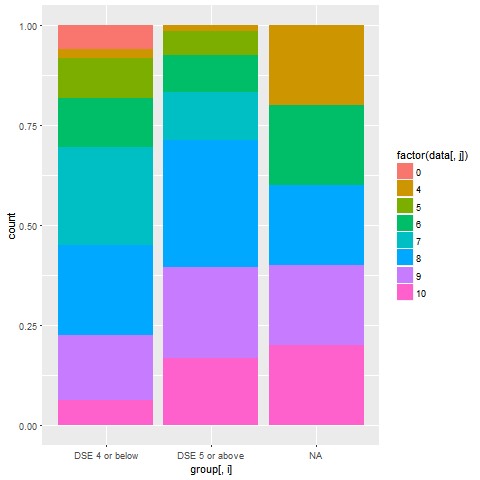 1.00
0.75
0.50
0.25
0.00
count
DSE 4 or below
DSE 5 or above
NA
group[, i]
factor(data[, j])
0
4
5
6
7
8
9
10